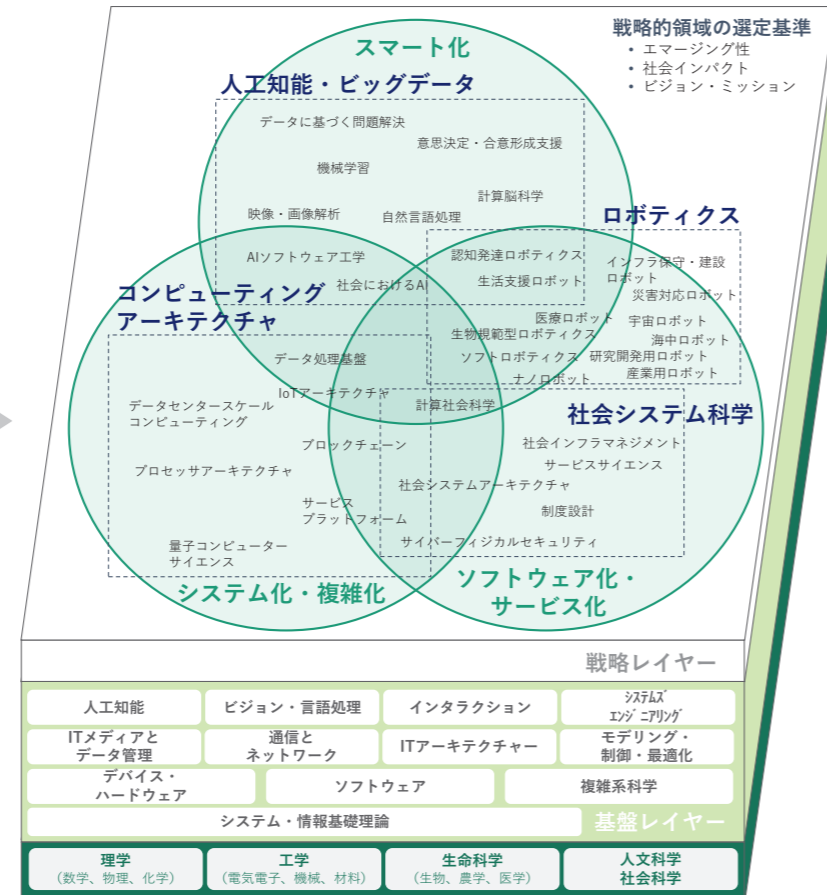 戦略的領域の選定基準
• エマージング性
• 社会インパクト
• ビジョン・ミッション
スマート化
人工知能・ビッグデータ
データに基づく問題解決
意思決定・合意形成支援
機械学習
計算脳科学
映像・画像解析
自然言語処理
AIソフトウェア工学
社会におけるAI
ロボティクス
認知発達ロボティクス
生活支援ロボット
インフラ保守・建設
ロボット
災害対応ロボット
医療ロボット
宇宙ロボット
生物規範型ロボティクス
海中ロボット
ソフトロボティクス
研究開発用ロボット
ナノロボット
産業用ロボット
コンピューティング
アーキテクチャ
データ処理基盤
IoTアーキテクチャ
データセンタースケール
コンピューティング
ブロックチェーン
プロセッサアーキテクチャ
サービス
プラットフォーム
量子コンピューター
サイエンス
システム化・複雑化
計算社会科学
社会システム科学
社会インフラマネジメント
サービスサイエンス
社会システムアーキテクチャ
制度設計
サイバーフィジカルセキュリティ
ソフトウェア化・
サービス化
戦略レイヤー
人工知能
ビジョン・言語処理
インタラクション
システムズ
エンジニアリング
ITメディアと
データ管理
通信と
ネットワーク
ITアーキテクチャー
モデリング・
制御・最適化
デバイス・
ハードウェア
ソフトウェア
複雑系科学
システム・情報基礎理論
基盤レイヤー
理学
(数学、物理、化学)
工学
(電気電子、機械、材料)
生命科学
(生物、農学、医学)
人文科学
社会科学